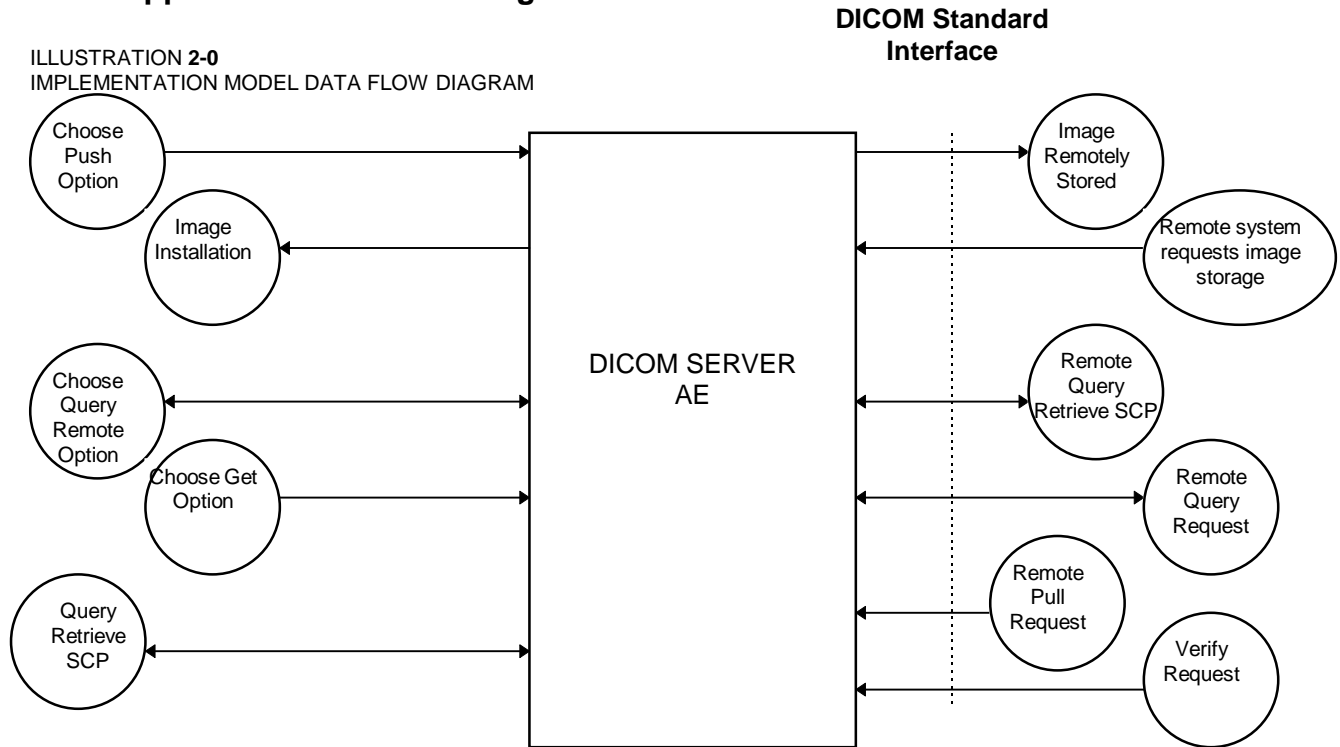 DICOM Standard
Interface
ILLUSTRATION 2-0
IMPLEMENTATION MODEL DATA FLOW DIAGRAM
Choose
Push
Option
Image
Installation
Choose
Query
Remote
Option
Choose Get
Option
Query
Retrieve
SCP
DICOM SERVER
AE
Image
Remotely
Stored
Remote system
requests image
storage
Remote
Query
Retrieve SCP
Remote
Query
Request
Remote
Pull
Request
Verify
Request